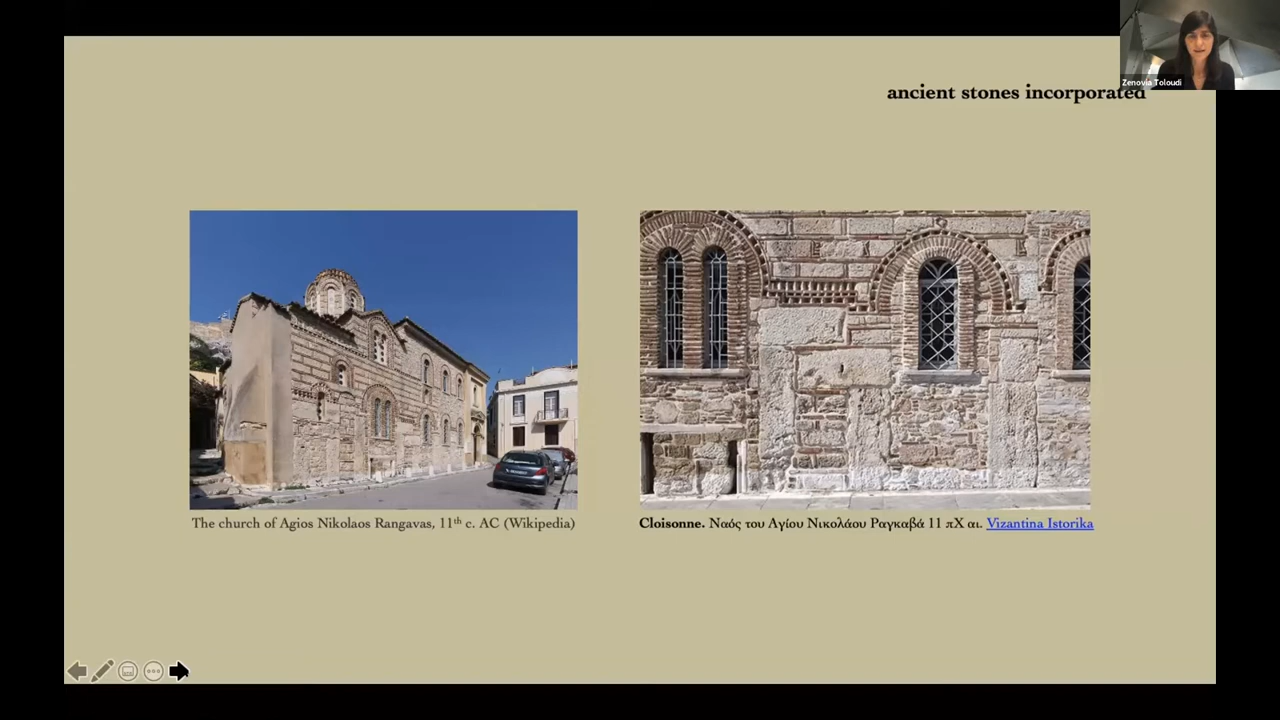 Zenovia Toloudi
ancient stones incorporated
The church of Agios Nikolaos Rangavas, 11th c. AC (Wikipedia)
Cloisonne. Ναός του Αγίου Νικολάου Ραγκαβά 11 πΧ αι. Vizantina Istorika